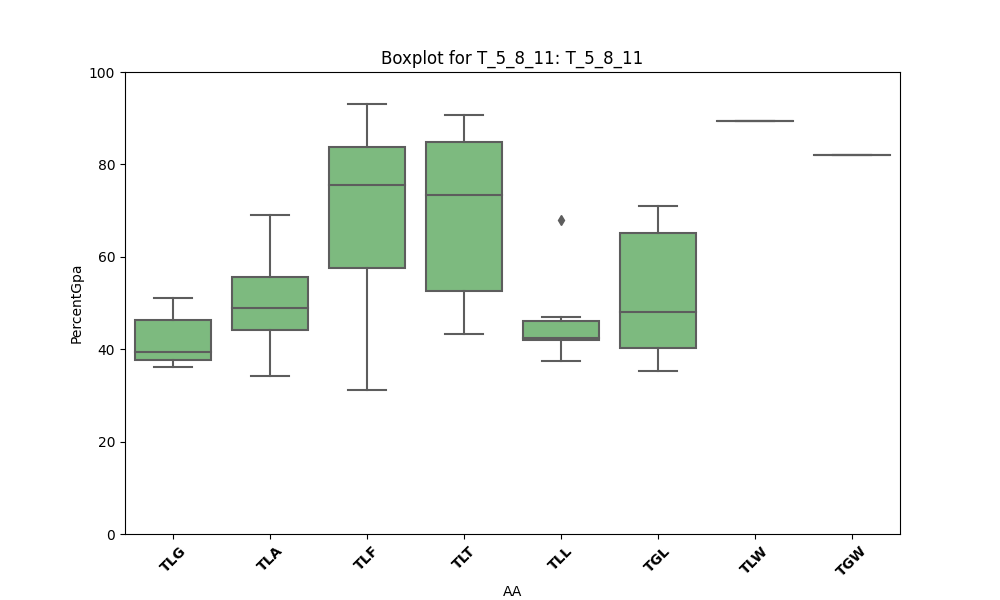 Boxplot for T_5_8_11: T_5_8_11
100
80
60
40
20
0
PercentGpa
TLG
TLA
TLF
TLT
TLL
TGL
TLW
TGW
AA